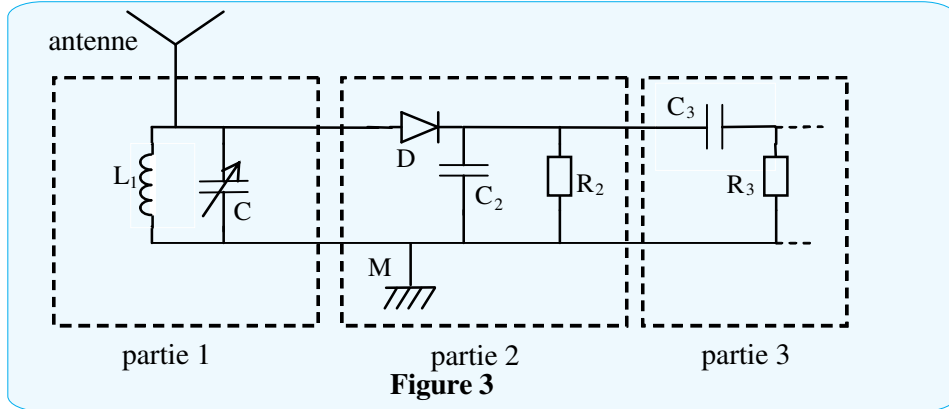 antenne
C₃
L₁
C
D
C₂
R₂
R₃
M
partie 1
partie 2
partie 3
Figure 3